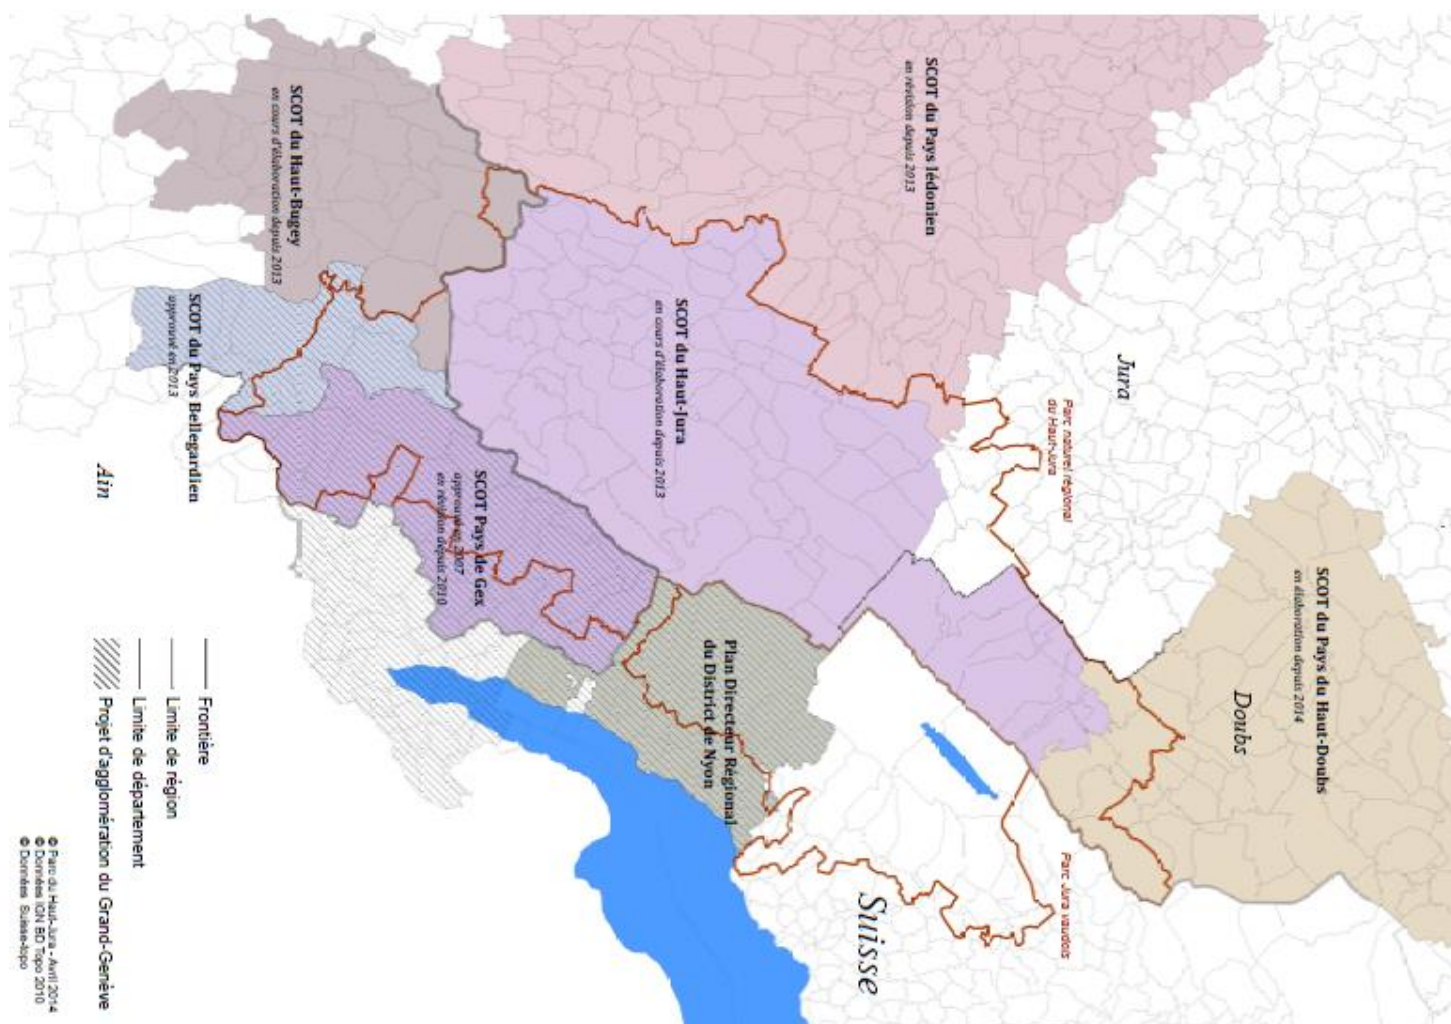 SCOT du Pays du Haut-Doubs
en élaboration depuis 2014
Doubs
Jura
Parc naturel régional
du Haut-Jura
Parc Jura vaudois
SCOT du Pays lédonien
en révision depuis 2013
Suisse
Plan Directeur Régional
du District de Nyon
SCOT du Haut-Jura
en cours d'élaboration depuis 2013
SCOT Pays de Gex
approuvé en 2007
en révision depuis 2010
SCOT du Haut-Bugey
en cours d'élaboration depuis 2013
SCOT du Pays Bellegardien
approuvé en 2013
Ain
Frontière
Limite de région
Limite de département
Projet d'agglomération du Grand-Genève
© Parc du Haut-Jura - Avril 2014
© Données IGN BD Topo 2010
© Données Suisse-topo